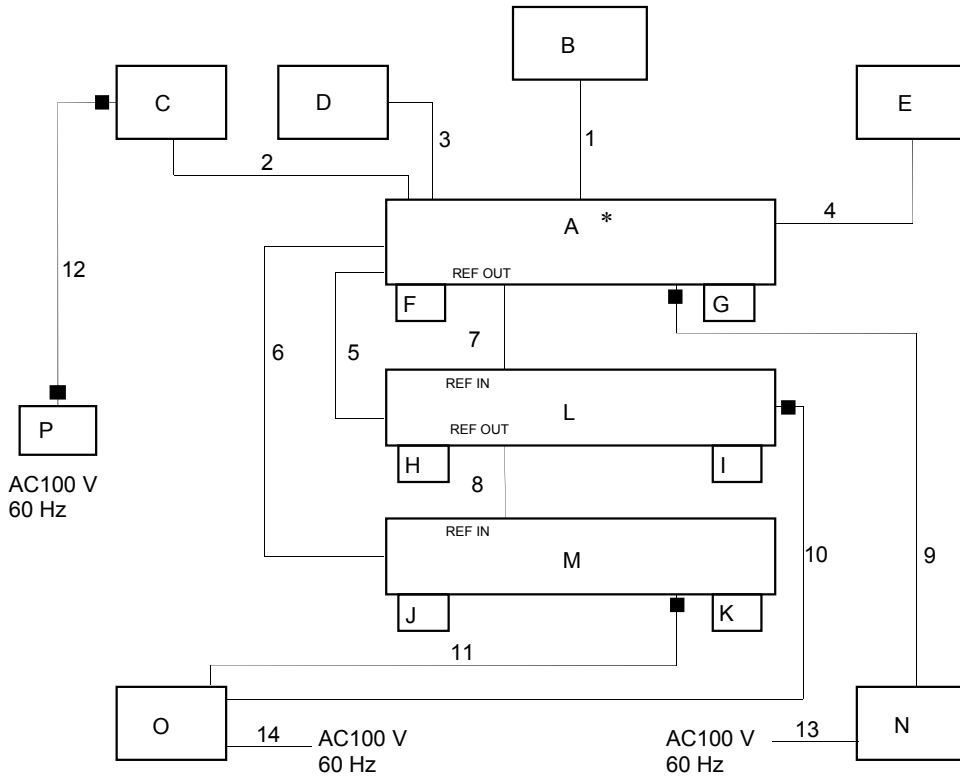 B
C
D
E
3
1
2
A *
4
12
REF OUT
F
G
7
6
5
REF IN
L
P
REF OUT
H
I
AC100 V
60 Hz
8
REF IN
M
10
9
J
K
11
O
N
14
AC100 V
60 Hz
13
AC100 V
60 Hz